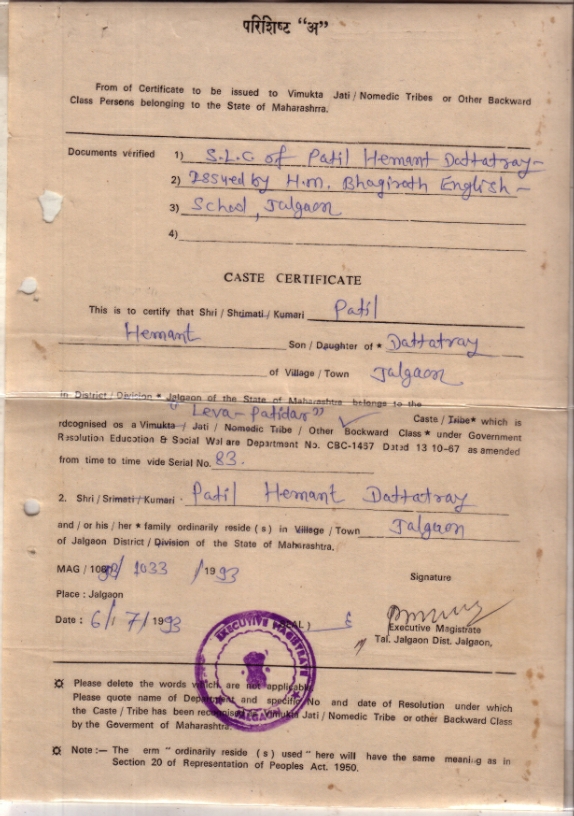 परिशिष्ट "अ"
From of Certificate to be issued to Vimukta Jati / Nomedic Tribes or Other Backward
Class Persons belonging to the State of Maharashrra.
Documents verified 1) S.L.C of Patil Hemant Dattatray-
2) Issued by H.M. Bhagirath English -
3) School, Jalgaon
4)
CASTE CERTIFICATE
This is to certify that Shri / Shrimati / Kumari Patil
Hemant Son / Daughter of * Dattatray
of Village / Town Jalgaon
in District / Division * Jalgaon of the State of Maharashtra belongs to the
"Leva-Patidar" Caste / Tribe * which is
rdcognised os a Vimukta / Jati / Nomedic Tribe / Other Bockward Class * under Government
Resolution Education & Social Wal are Department No. CBC-1467 Dated 13 10-67 as amended
from time to time vide Serial No. 83.
2. Shri / Srimati / Kumari - Patil Hemant Dattatray
and / or his / her * family ordinarily reside ( s ) in Village / Town Jalgaon
of Jalgaon District / Division of the State of Maharashtra.
MAG / 1033 / 1993
Signature
Place : Jalgaon
Date : 6 / 7 / 1993
Executive Magistrate
Tal. Jalgaon Dist. Jalgaon,
EXECUTIVE MAGISTRATE
JALGAON
Please delete the words which are not applicable
Please quote name of Department and specific No and date of Resolution under which
the Caste / Tribe has been recognised Vimukta Jati / Nomadic Tribe or other Backward Class
by the Goverment of Maharashtra.
Note :— The erm " ordinarily reside ( s ) used " here will have the same meaning as in
Section 20 of Representation of Peoples Act. 1950.